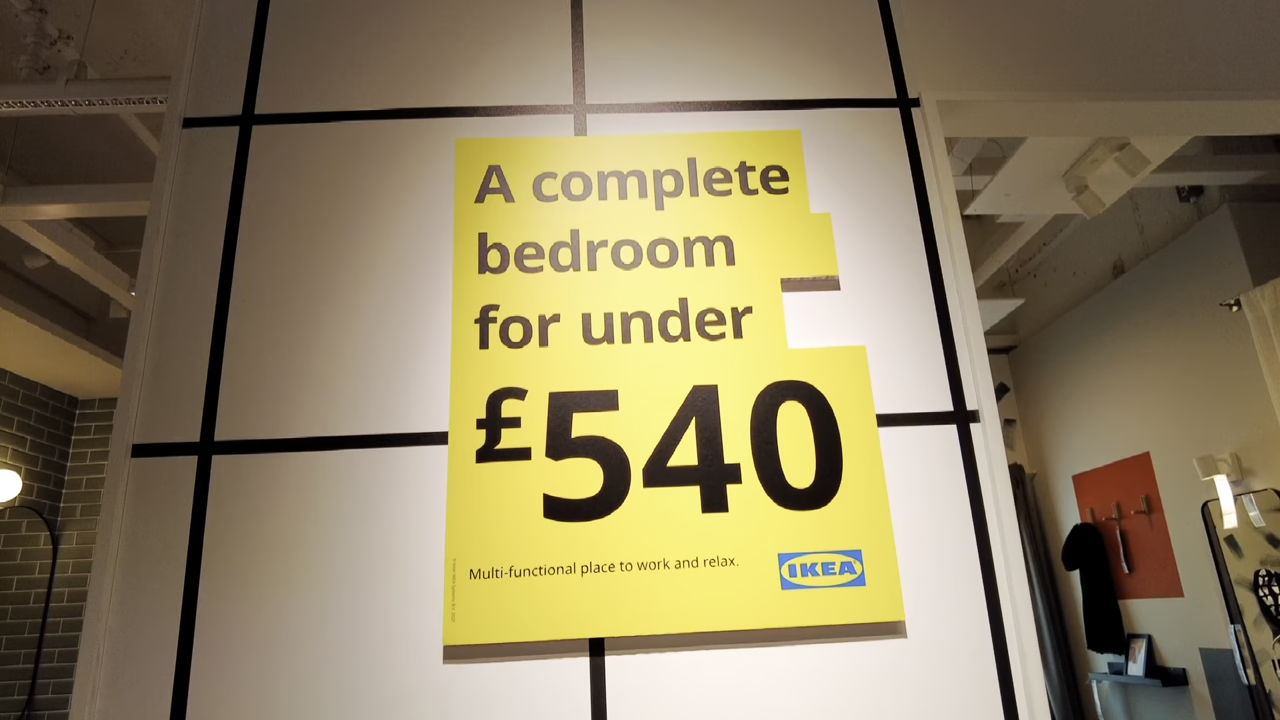 A complete
bedroom
for under
£540
Multi-functional place to work and relax.
IKEA